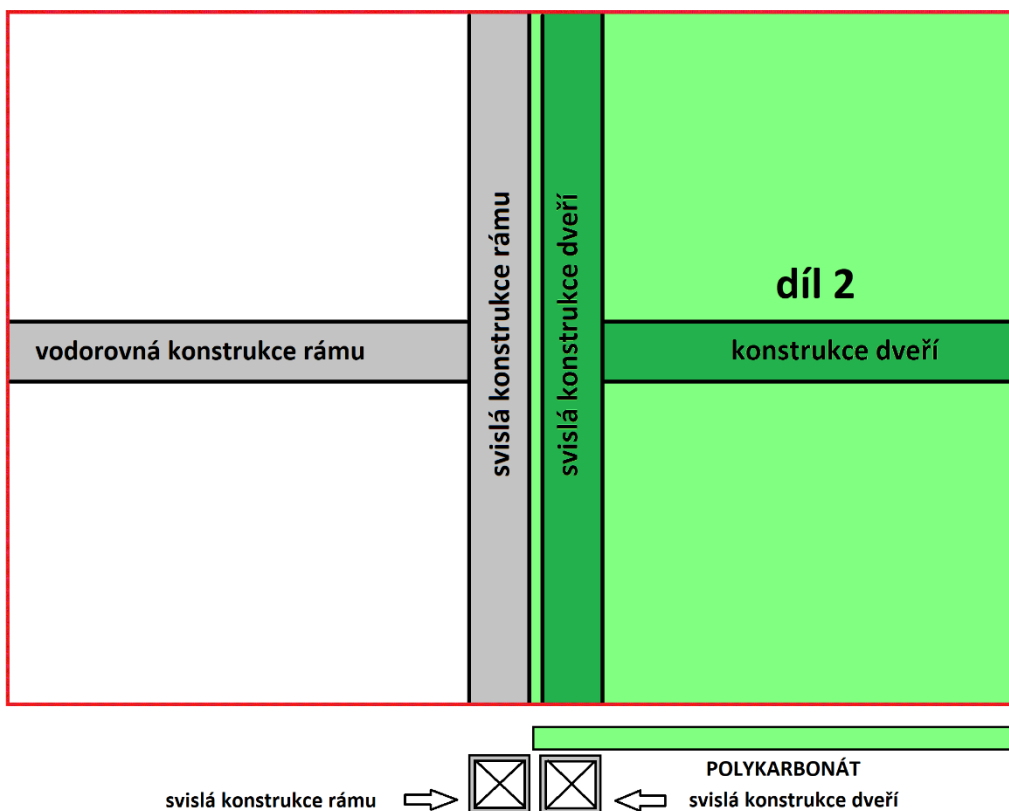 svislá konstrukce rámu
svislá konstrukce dveří
díl 2
vodorovná konstrukce rámu
konstrukce dveří
POLYKARBONÁT
svislá konstrukce rámu
svislá konstrukce dveří